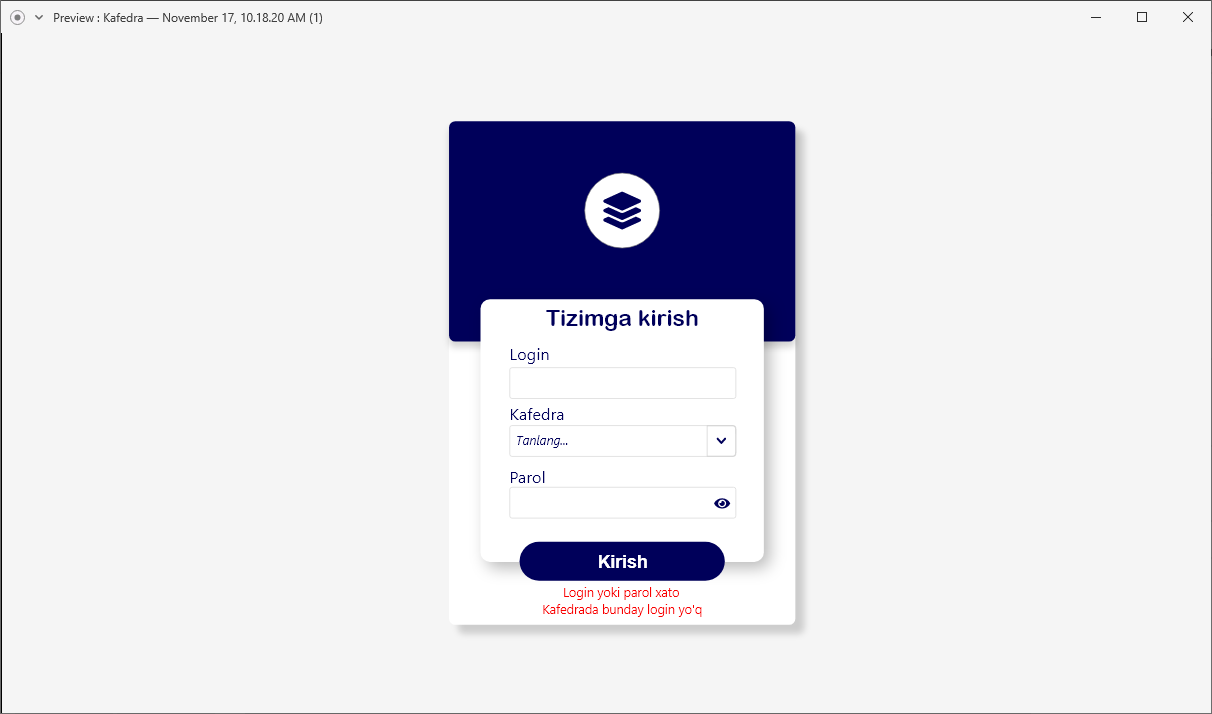 Preview : Kafedra — November 17, 10.18.20 AM (1)
Tizimga kirish
Login
Kafedra
Tanlang...
Parol
Kirish
Login yoki parol xato
Kafedrada bunday login yo'q